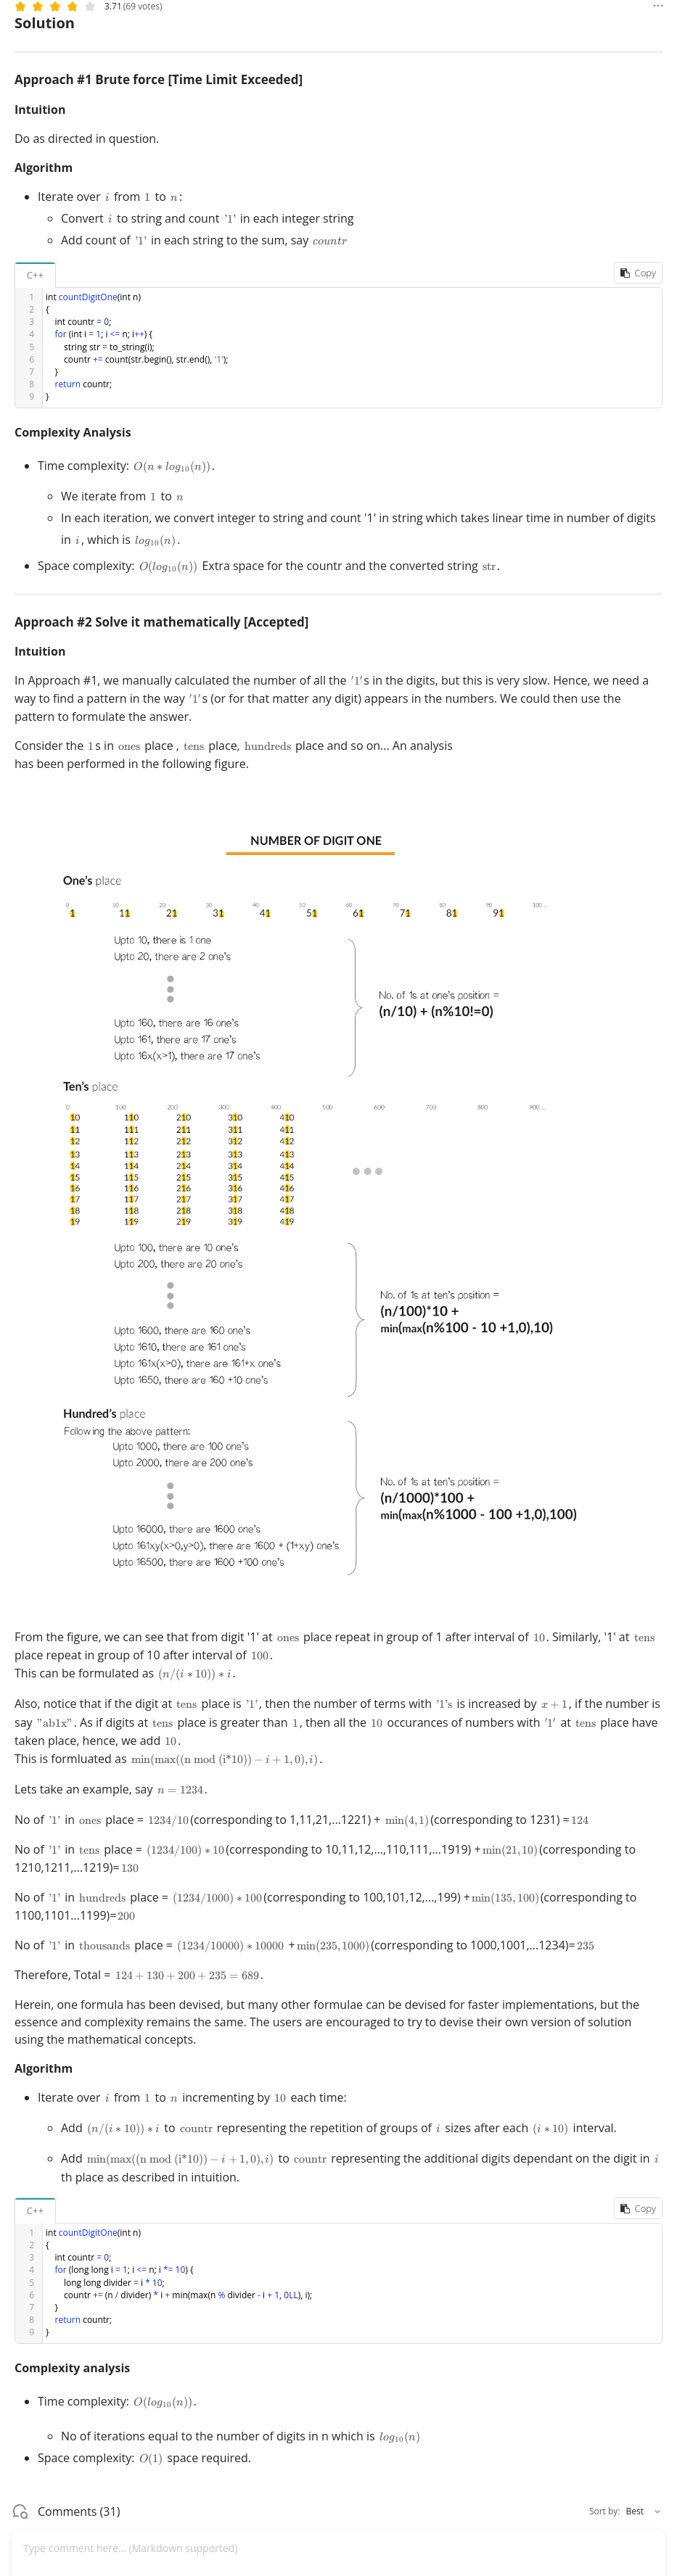 3.71 (69 votes)
...
Solution
Approach #1 Brute force [Time Limit Exceeded]
Intuition
Do as directed in question.
Algorithm
• Iterate over i from 1 to n:
◦ Convert i to string and count '1' in each integer string
◦ Add count of '1' in each string to the sum, say countr
C++
Copy
1 int countDigitOne(int n)
2 {
3 int countr = 0;
4 for (int i = 1; i <= n; i++) {
5 string str = to_string(i);
6 countr += count(str.begin(), str.end(), '1');
7 }
8 return countr;
9 }
Complexity Analysis
• Time complexity: O(n * log10(n)).
◦ We iterate from 1 to n
◦ In each iteration, we convert integer to string and count '1' in string which takes linear time in number of digits
in i, which is log10(n).
• Space complexity: O(log10(n)) Extra space for the countr and the converted string str.
Approach #2 Solve it mathematically [Accepted]
Intuition
In Approach #1, we manually calculated the number of all the '1's in the digits, but this is very slow. Hence, we need a
way to find a pattern in the way '1's (or for that matter any digit) appears in the numbers. We could then use the
pattern to formulate the answer.
Consider the 1s in ones place , tens place, hundreds place and so on... An analysis
has been performed in the following figure.
NUMBER OF DIGIT ONE
One's place
0 10 20 30 40 50 60 70 80 90 100 ...
1 11 21 31 41 51 61 71 81 91
Upto 10, there is 1 one
Upto 20, there are 2 one's
No. of 1s at one's position =
(n/10) + (n%10!=0)
Upto 160, there are 16 one's
Upto 161, there are 17 one's
Upto 16x(x>1), there are 17 one's
Ten's place
0 100 200 300 400 500 600 700 800 900 ...
10 110 210 310 410
11 111 211 311 411
12 112 212 312 412
13 113 213 313 413
14 114 214 314 414
15 115 215 315 415
16 116 216 316 416
17 117 217 317 417
18 118 218 318 418
19 119 219 319 419
Upto 100, there are 10 one's
Upto 200, there are 20 one's
No. of 1s at ten's position =
(n/100)*10 +
min(max(n%100 - 10 +1,0),10)
Upto 1600, there are 160 one's
Upto 1610, there are 161 one's
Upto 161x(x>0), there are 161+x one's
Upto 1650, there are 160 +10 one's
Hundred's place
Following the above pattern:
Upto 1000, there are 100 one's
Upto 2000, there are 200 one's
No. of 1s at ten's position =
(n/1000)*100 +
min(max(n%1000 - 100 +1,0),100)
Upto 16000, there are 1600 one's
Upto 161xy(x>0,y>0), there are 1600 + (1+xy) one's
Upto 16500, there are 1600 +100 one's
From the figure, we can see that from digit '1' at ones place repeat in group of 1 after interval of 10. Similarly, '1' at tens
place repeat in group of 10 after interval of 100.
This can be formulated as (n/(i * 10)) * i.
Also, notice that if the digit at tens place is '1', then the number of terms with '1's is increased by x + 1, if the number is
say "ab1x". As if digits at tens place is greater than 1, then all the 10 occurances of numbers with '1' at tens place have
taken place, hence, we add 10.
This is formluated as min(max((n mod (i*10)) − i + 1, 0), i).
Lets take an example, say n = 1234.
No of '1' in ones place = 1234/10(corresponding to 1,11,21,...1221) + min(4, 1)(corresponding to 1231) =124
No of '1' in tens place = (1234/100) * 10(corresponding to 10,11,12,...,110,111,...1919) +min(21, 10)(corresponding to
1210,1211,...1219)=130
No of '1' in hundreds place = (1234/1000) * 100(corresponding to 100,101,12,...,199) +min(135, 100)(corresponding to
1100,1101...1199)=200
No of '1' in thousands place = (1234/10000) * 10000 +min(235, 1000)(corresponding to 1000,1001,...1234)=235
Therefore, Total = 124 + 130 + 200 + 235 = 689.
Herein, one formula has been devised, but many other formulae can be devised for faster implementations, but the
essence and complexity remains the same. The users are encouraged to try to devise their own version of solution
using the mathematical concepts.
Algorithm
• Iterate over i from 1 to n incrementing by 10 each time:
◦ Add (n/(i * 10)) * i to countr representing the repetition of groups of i sizes after each (i * 10) interval.
◦ Add min(max((n mod (i*10)) − i + 1, 0), i) to countr representing the additional digits dependant on the digit in i
th place as described in intuition.
C++
Copy
1 int countDigitOne(int n)
2 {
3 int countr = 0;
4 for (long long i = 1; i <= n; i *= 10) {
5 long long divider = i * 10;
6 countr += (n / divider) * i + min(max(n % divider - i + 1, 0LL), i);
7 }
8 return countr;
9 }
Complexity analysis
• Time complexity: O(log10(n)).
◦ No of iterations equal to the number of digits in n which is log10(n)
• Space complexity: O(1) space required.
Comments (31)
Sort by: Best
Type comment here... (Markdown supported)